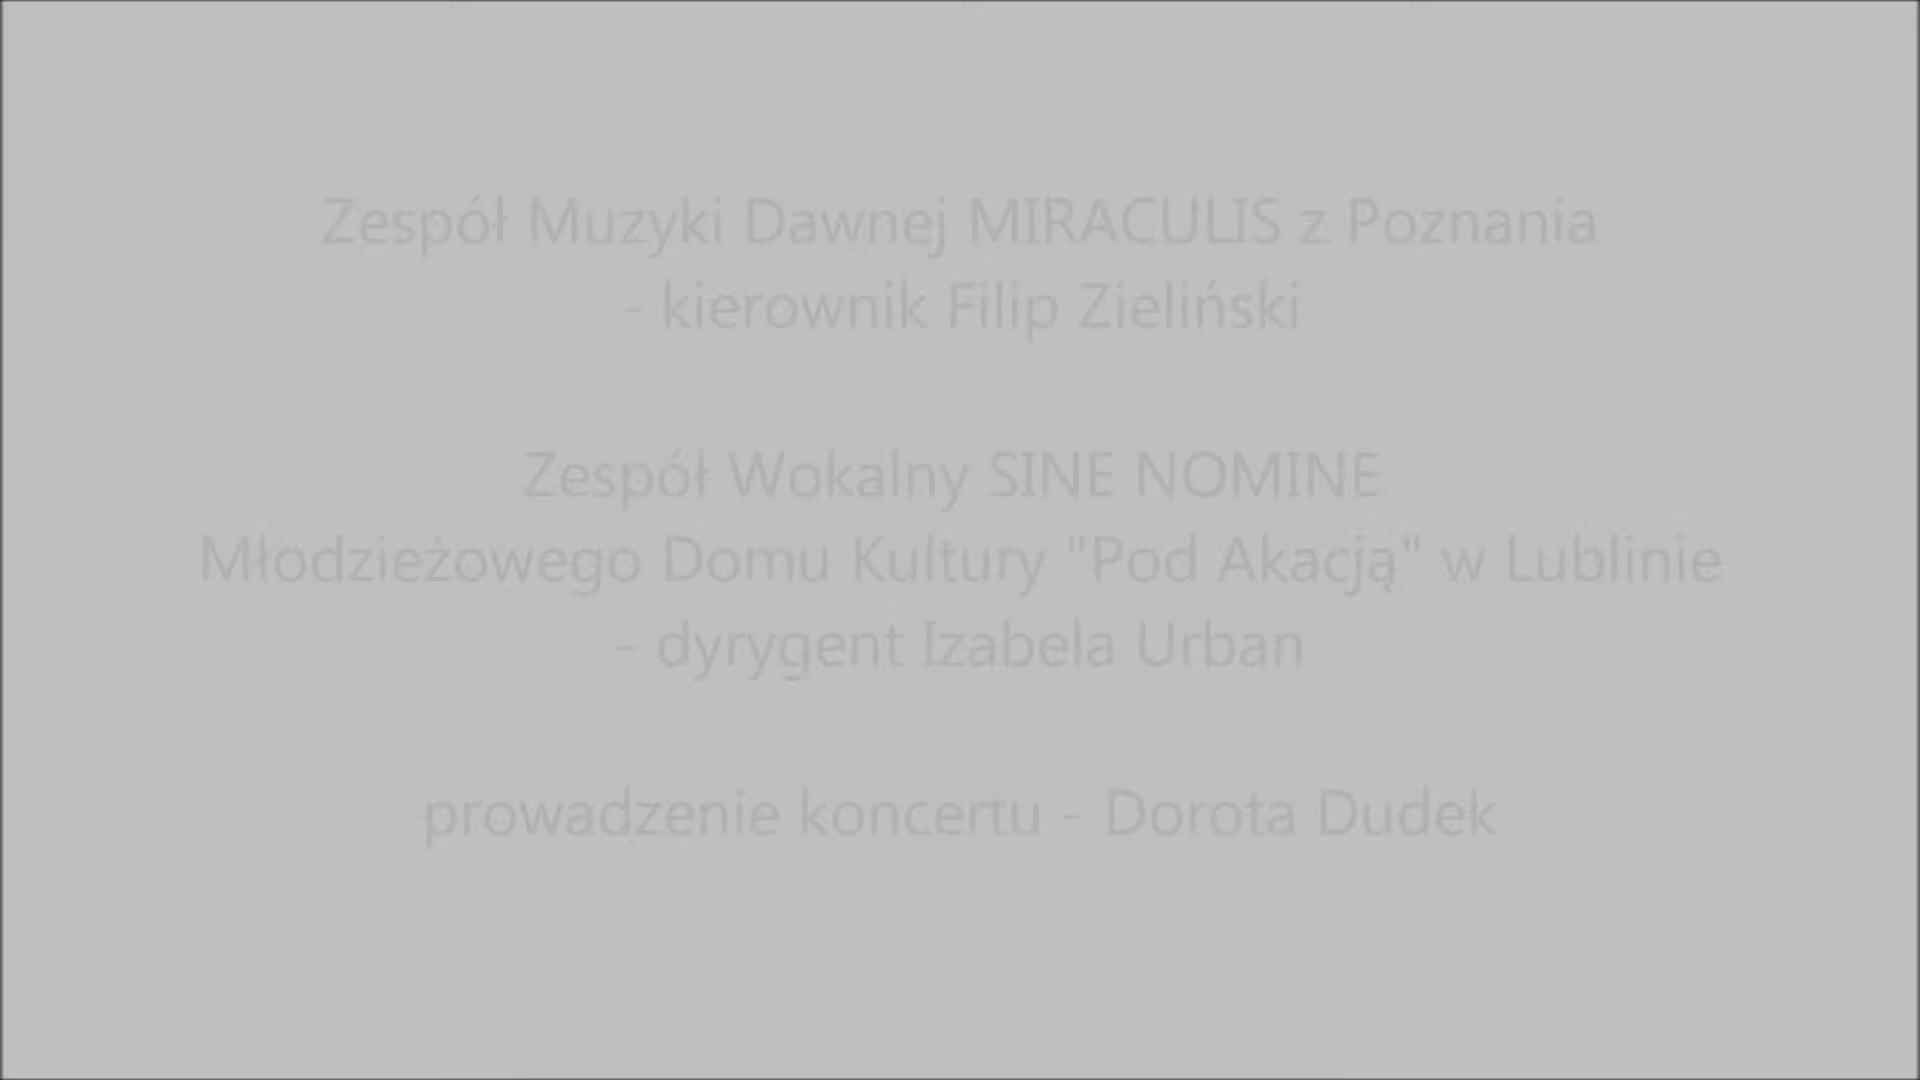 Zespół Muzyki Dawnej MIRACULIS z Poznania
- kierownik Filip Zieliński
Zespół Wokalny SINE NOMINE
Młodzieżowego Domu Kultury "Pod Akacją" w Lublinie
- dyrygent Izabela Urban
prowadzenie koncertu - Dorota Dudek